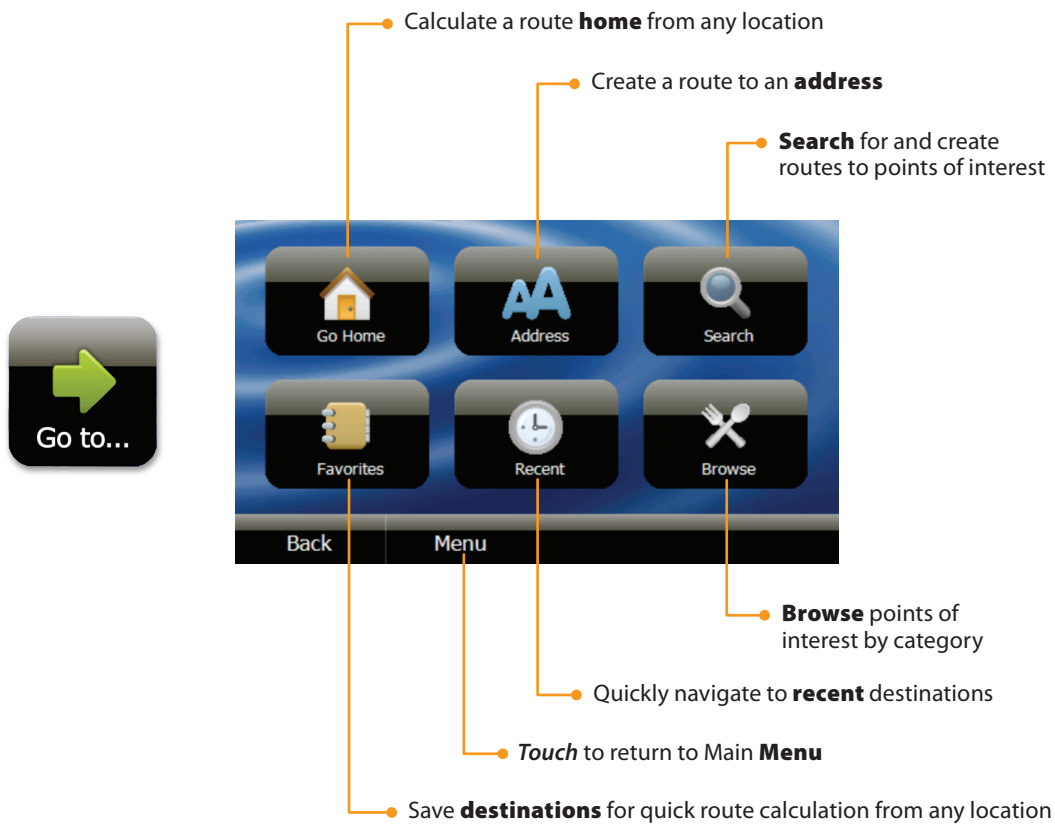 Calculate a route home from any location
Create a route to an address
Search for and create
routes to points of interest
Go to...
Go Home
Address
Search
Favorites
Recent
Browse
Back
Menu
Browse points of
interest by category
Quickly navigate to recent destinations
Touch to return to Main Menu
Save destinations for quick route calculation from any location